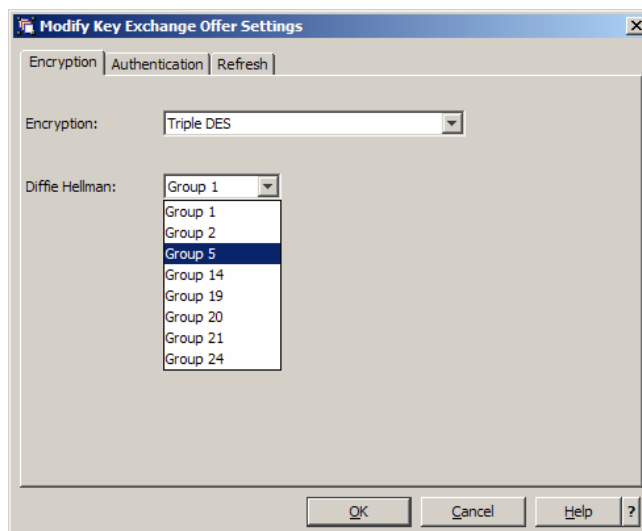 Modify Key Exchange Offer Settings
Encryption Authentication Refresh
Encryption: Triple DES
Diffie Hellman: Group 1
Group 1
Group 2
Group 5
Group 14
Group 19
Group 20
Group 21
Group 24
OK Cancel Help ?